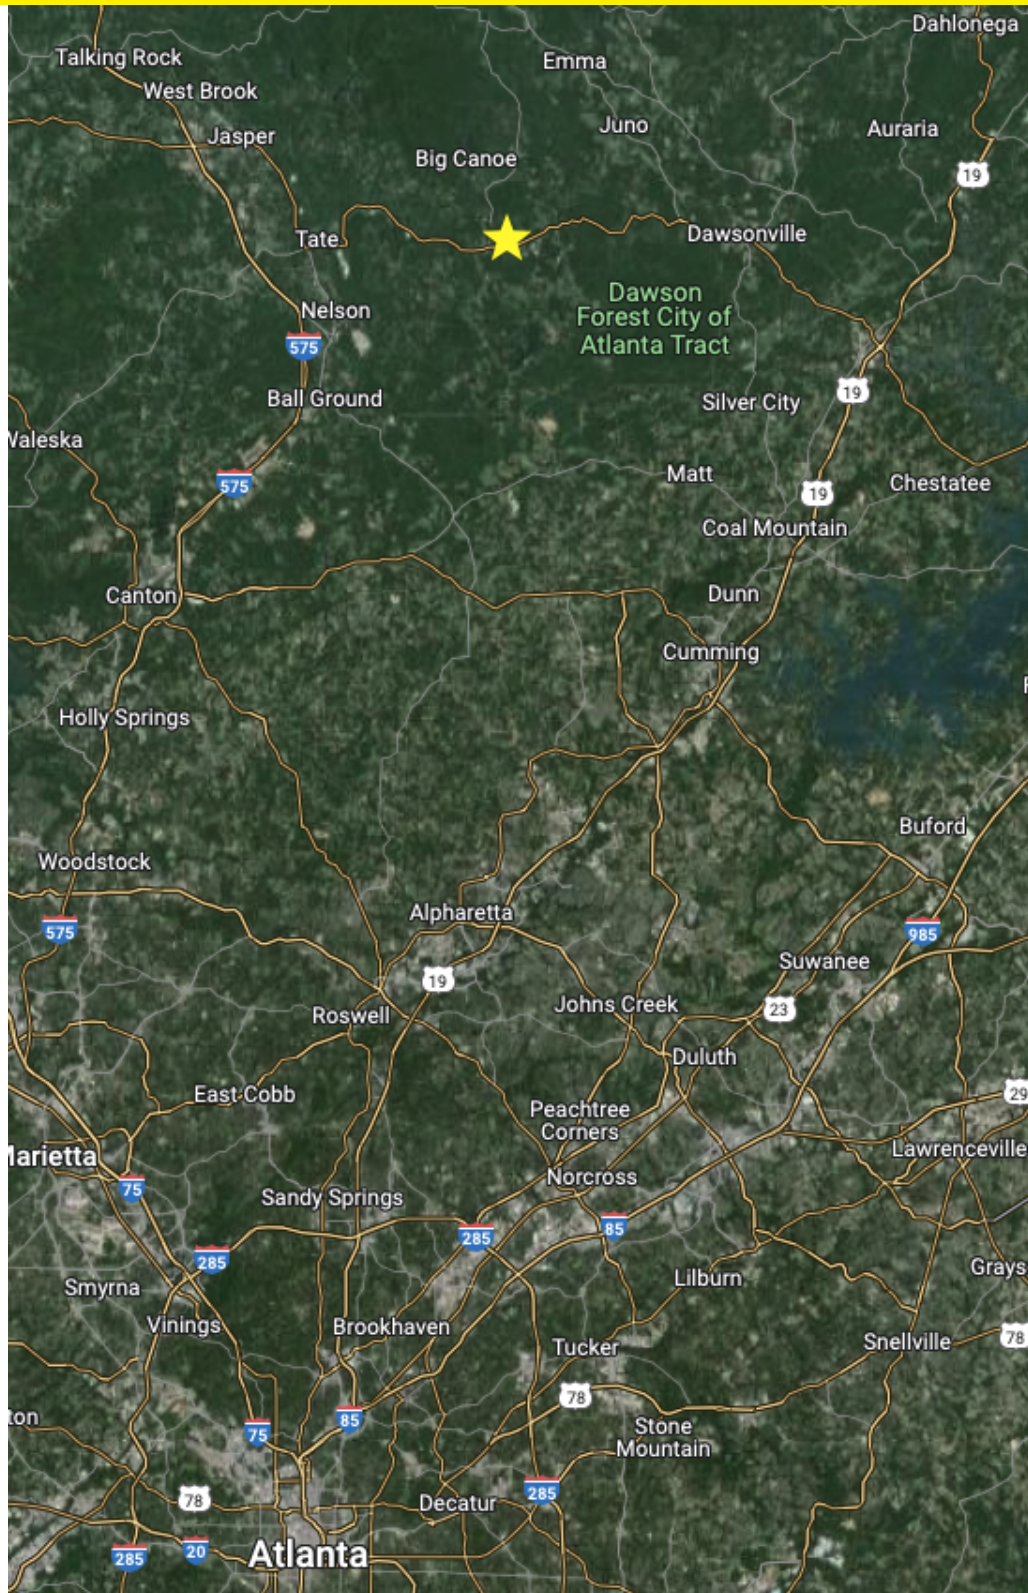 Dahlonega
Talking Rock
Emma
West Brook
Juno
Auraria
Jasper
Big Canoe
19
Tate
Dawsonville
Dawson
Forest City of
Atlanta Tract
Nelson
575
19
Ball Ground
Silver City
Waleska
Matt
575
19
Chestatee
Coal Mountain
Canton
Dunn
Cumming
Holly Springs
Buford
Woodstock
Alpharetta
575
985
Suwanee
19
Johns Creek
23
Roswell
Duluth
East Cobb
29
Peachtree
Corners
Lawrenceville
Marietta
Norcross
75
Sandy Springs
85
285
285
Grays
Lilburn
Smyrna
Vinings
Brookhaven
78
Snellville
Tucker
78
ton
85
75
Stone
Mountain
285
78
Decatur
20
285
Atlanta